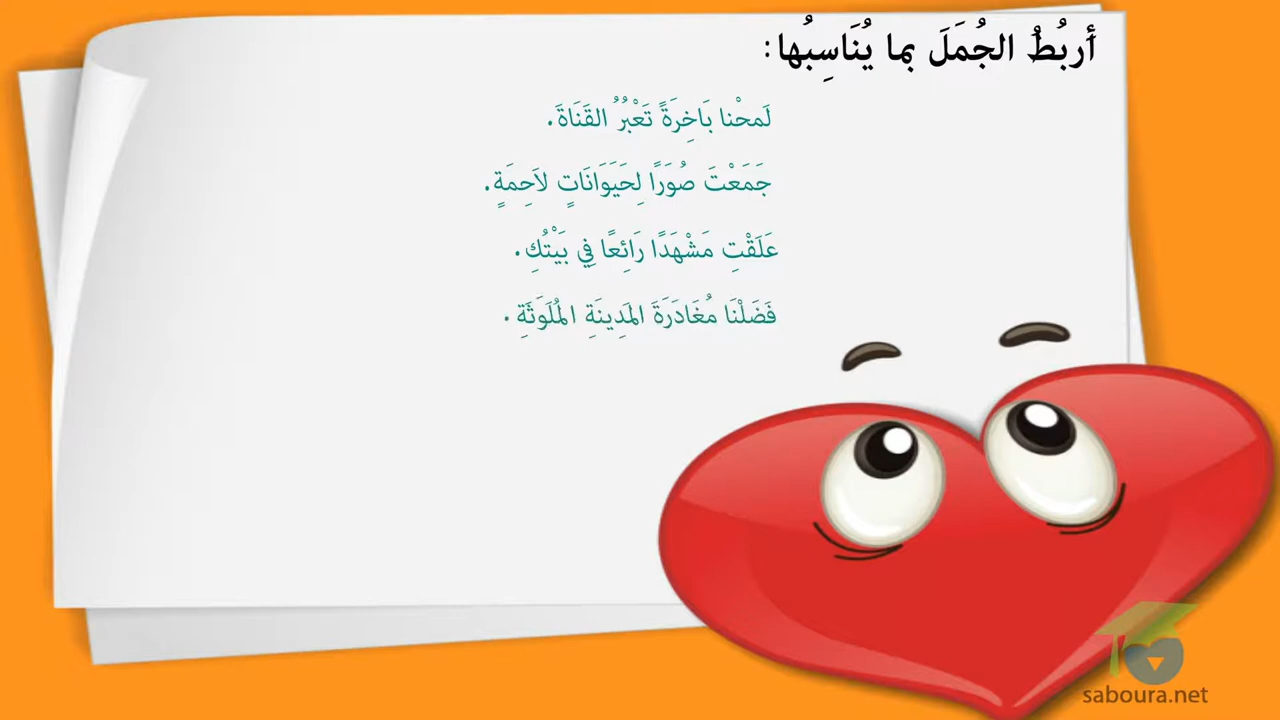 أَربُطُ الجُمَلَ بِما يُنَاسِبُها:
لَمحْنا بَاخِرَةً تَعْبُرُ القَنَاةَ.
جَمَعْتَ صُوَرًا لِحَيَوَانَاتٍ لاَحِمَةٍ.
عَلَقْتِ مَشْهَدًا رَائِعًا فِي بَيْتُكِ.
فَضَلْنَا مُغَادَرَةَ المَدِينَةِ المُلَوَثَةِ.
saboura.net